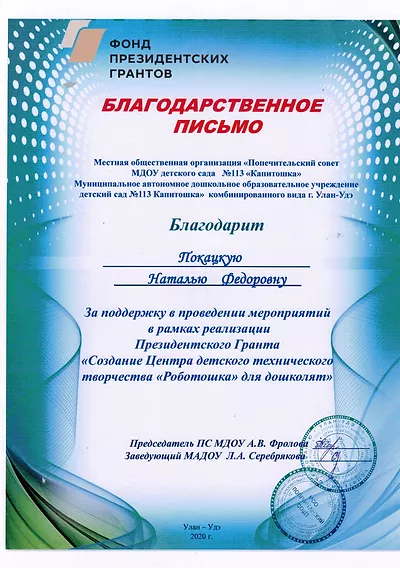 ФОНД
ПРЕЗИДЕНТСКИХ
ГРАНТОВ
БЛАГОДАРСТВЕННОЕ
ПИСЬМО
Местная общественная организация «Попечительский совет
МДОУ детского сада №113 «Капитошка»
Муниципальное автономное дошкольное образовательное учреждение
детский сад №113 Капитошка» комбинированного вида г. Улан-Удэ
Благодарит
Покацкую
Наталью Федоровну
За поддержку в проведении мероприятий
в рамках реализации
Президентского Гранта
«Создание Центра детского технического
творчества «Роботошка» для дошколят»
Председатель ПС МДОУ А.В. Фролова
Заведующий МАДОУ Л.А. Серебрякова
Улан – Удэ
2020 г.